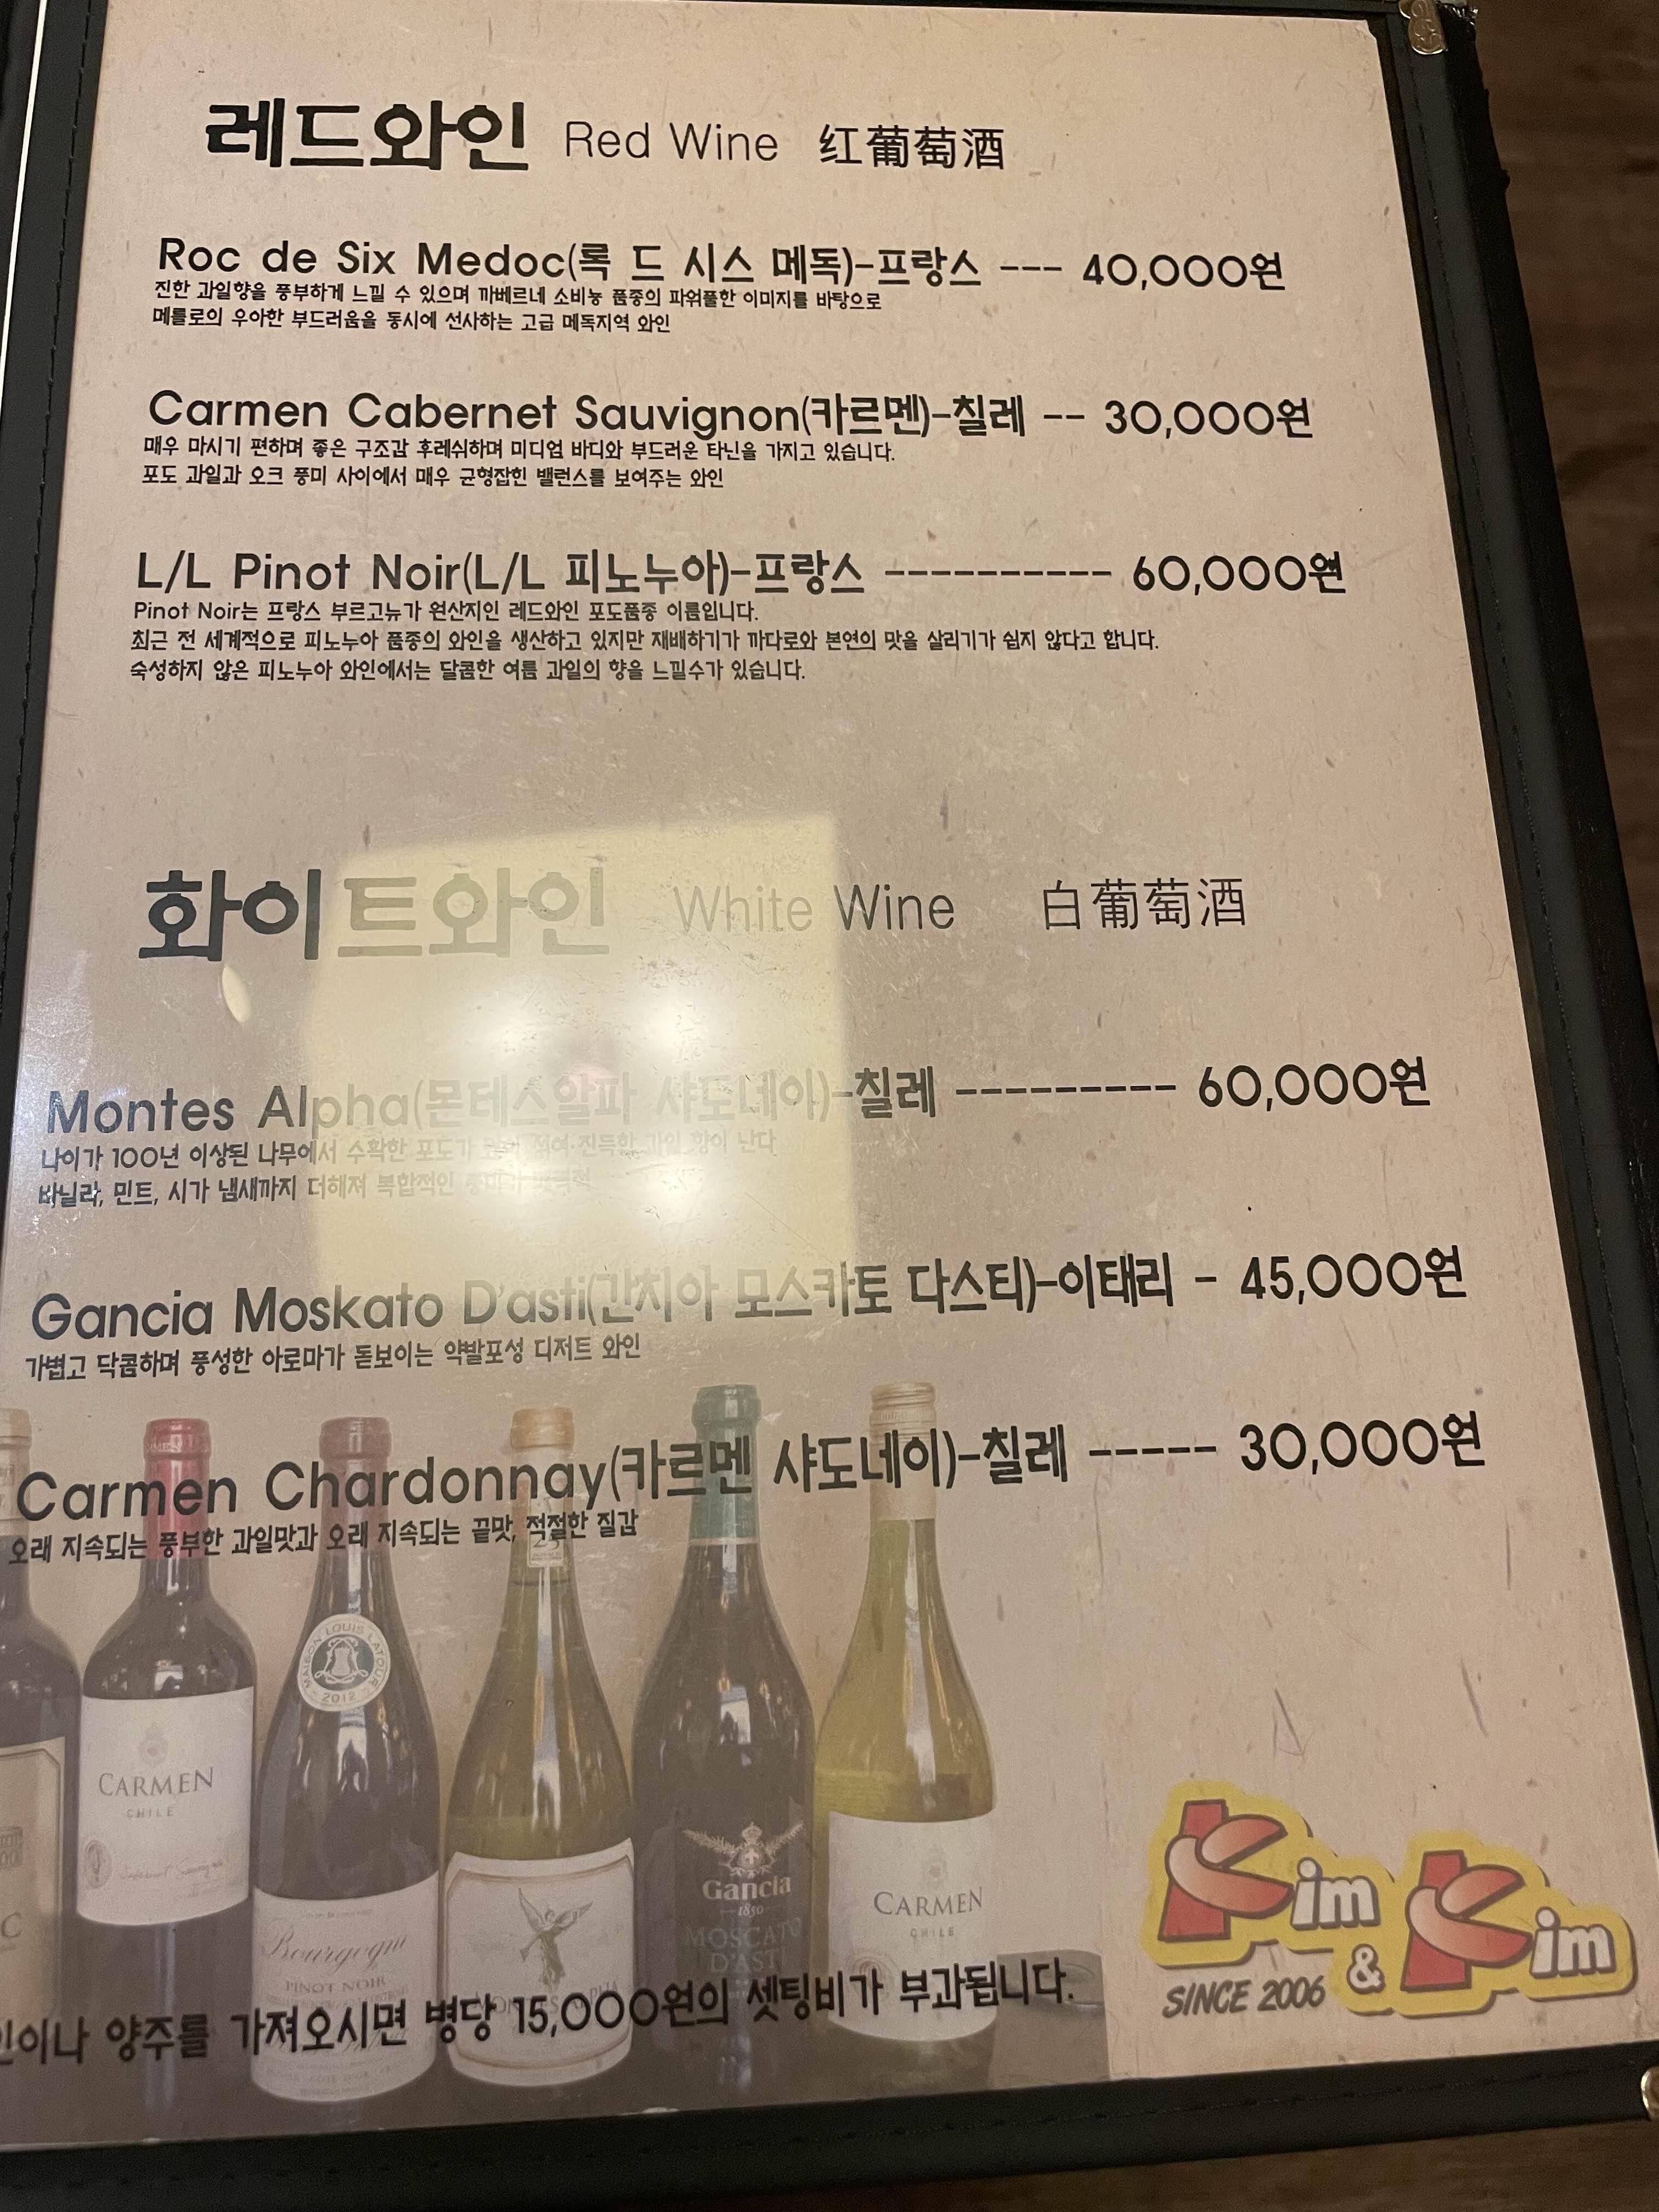 레드와인 Red Wine 红葡萄酒
Roc de Six Medoc(록 드 시스 메독)-프랑스 --- 40,000원
진한 과일향을 풍부하게 느낄 수 있으며 까베르네 소비뇽 품종의 파워풀한 이미지를 바탕으로
메를로의 우아한 부드러움을 동시에 선사하는 고급 메독지역 와인
Carmen Cabernet Sauvignon(카르멘)-칠레 -- 30,000원
매우 마시기 편하며 좋은 구조감 후레쉬하며 미디엄 바디와 부드러운 타닌을 가지고 있습니다.
포도 과일과 오크 풍미 사이에서 매우 균형잡힌 밸런스를 보여주는 와인
L/L Pinot Noir(L/L 피노누아)-프랑스 ---------- 60,000원
Pinot Noir는 프랑스 부르고뉴가 원산지인 레드와인 포도품종 이름입니다.
최근 전 세계적으로 피노누아 품종의 와인을 생산하고 있지만 재배하기가 까다로와 본연의 맛을 살리기가 쉽지 않다고 합니다.
숙성하지 않은 피노누아 와인에서는 달콤한 여름 과일의 향을 느낄수가 있습니다.
화이트와인 White Wine 白葡萄酒
Montes Alpha(몬테스알파 샤도네이)-칠레 --------- 60,000원
나이가 100년 이상된 나무에서 수확한 포도가 진득한 과일 향이 난다
바닐라, 민트, 시가 냄새까지 더해져 복합적인
Gancia Moskato D'asti(간치아 모스카토 다스티)-이태리 - 45,000원
가볍고 닥콤하며 풍성한 아로마가 돋보이는 약발포성 디저트 와인
Carmen Chardonnay(카르멘 샤도네이)-칠레 ----- 30,000원
오래 지속되는 풍부한 과일맛과 오래 지속되는 끝맛, 적절한 질감
MAISON LOUIS LATOUR
2012
CARMEN
CHILE
Bourgogne
PINOT NOIR
Gancia
1850
MOSCATO
D'ASTI
CARMEN
CHILE
Kim & Kim
SINCE 2006
양주를 가져오시면 병당 15,000원의 셋팅비가 부과됩니다.